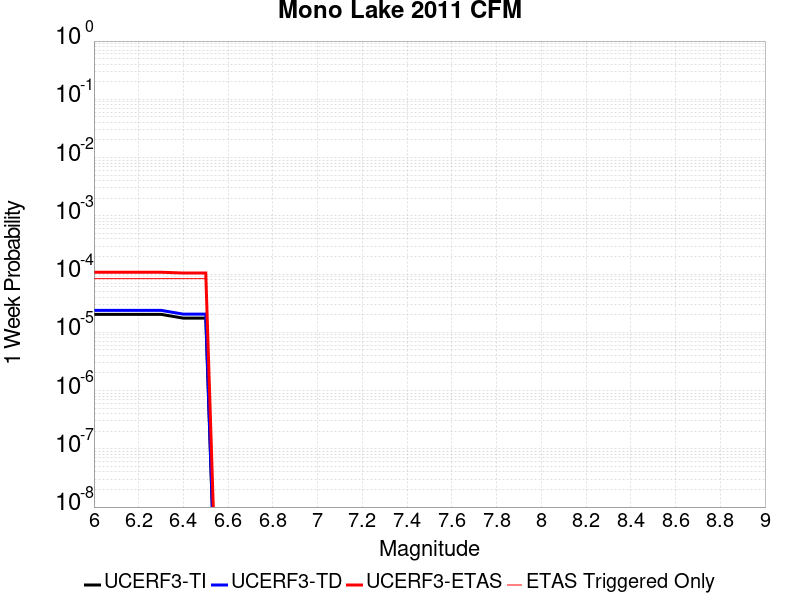 Mono Lake 2011 CFM
10^0
10^-1
10^-2
10^-3
10^-4
10^-5
10^-6
10^-7
10^-8
1 Week Probability
6 6.2 6.4 6.6 6.8 7 7.2 7.4 7.6 7.8 8 8.2 8.4 8.6 8.8 9
Magnitude
UCERF3-TI UCERF3-TD UCERF3-ETAS ETAS Triggered Only